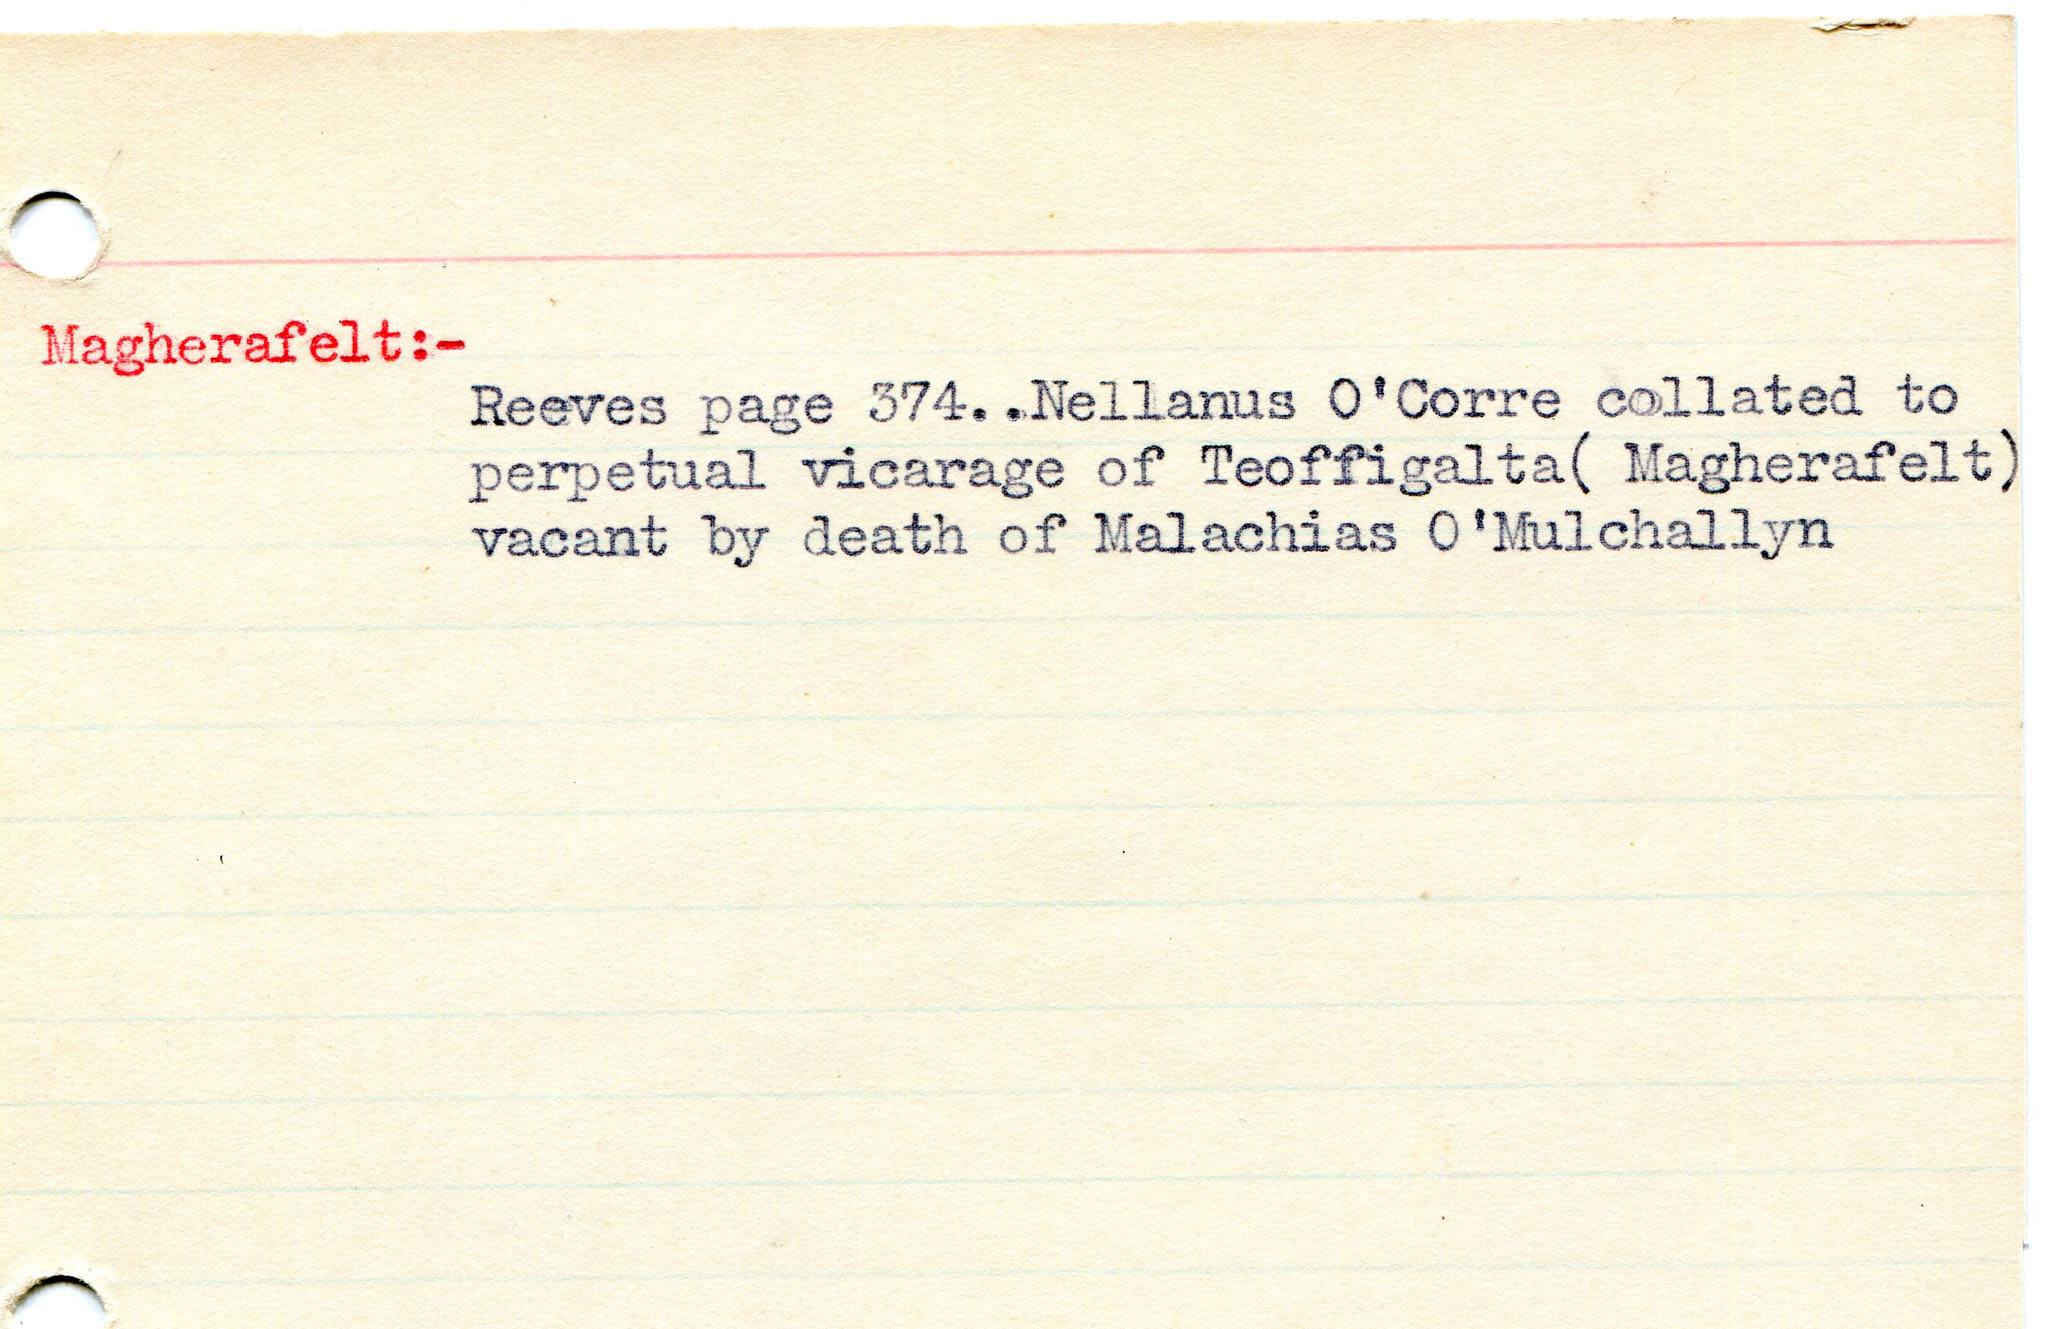 Magherafelt:-
Reeves page 374..Nellanus O'Corre collated to
perpetual vicarage of Teoffigalta( Magherafelt)
vacant by death of Malachias O'Mulchallyn